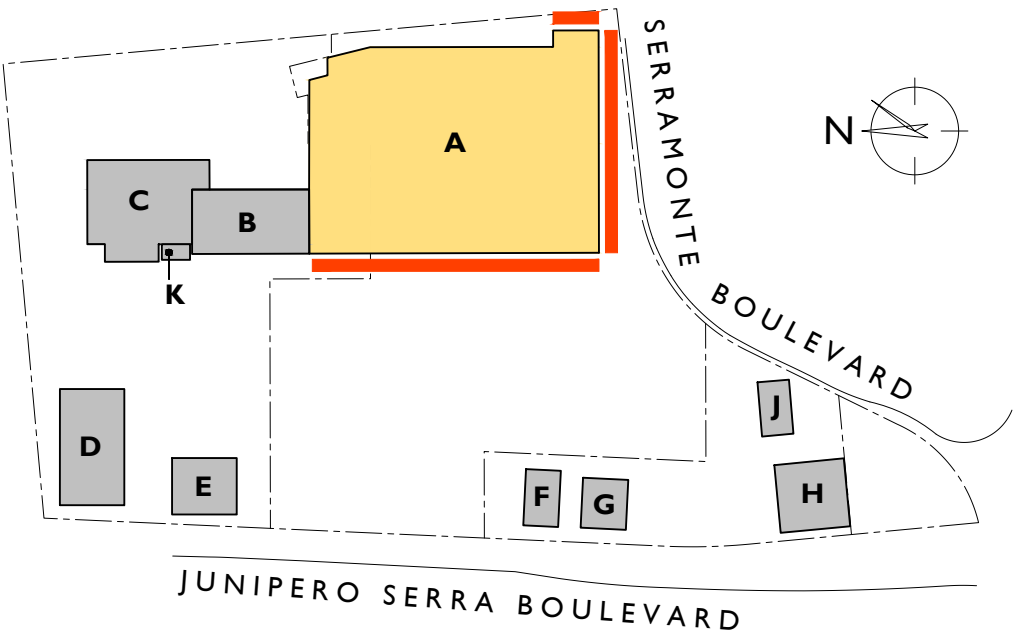 SERRAMONTE BOULEVARD
N
A
C
B
K
D
E
F
G
J
H
JUNIPERO SERRA BOULEVARD